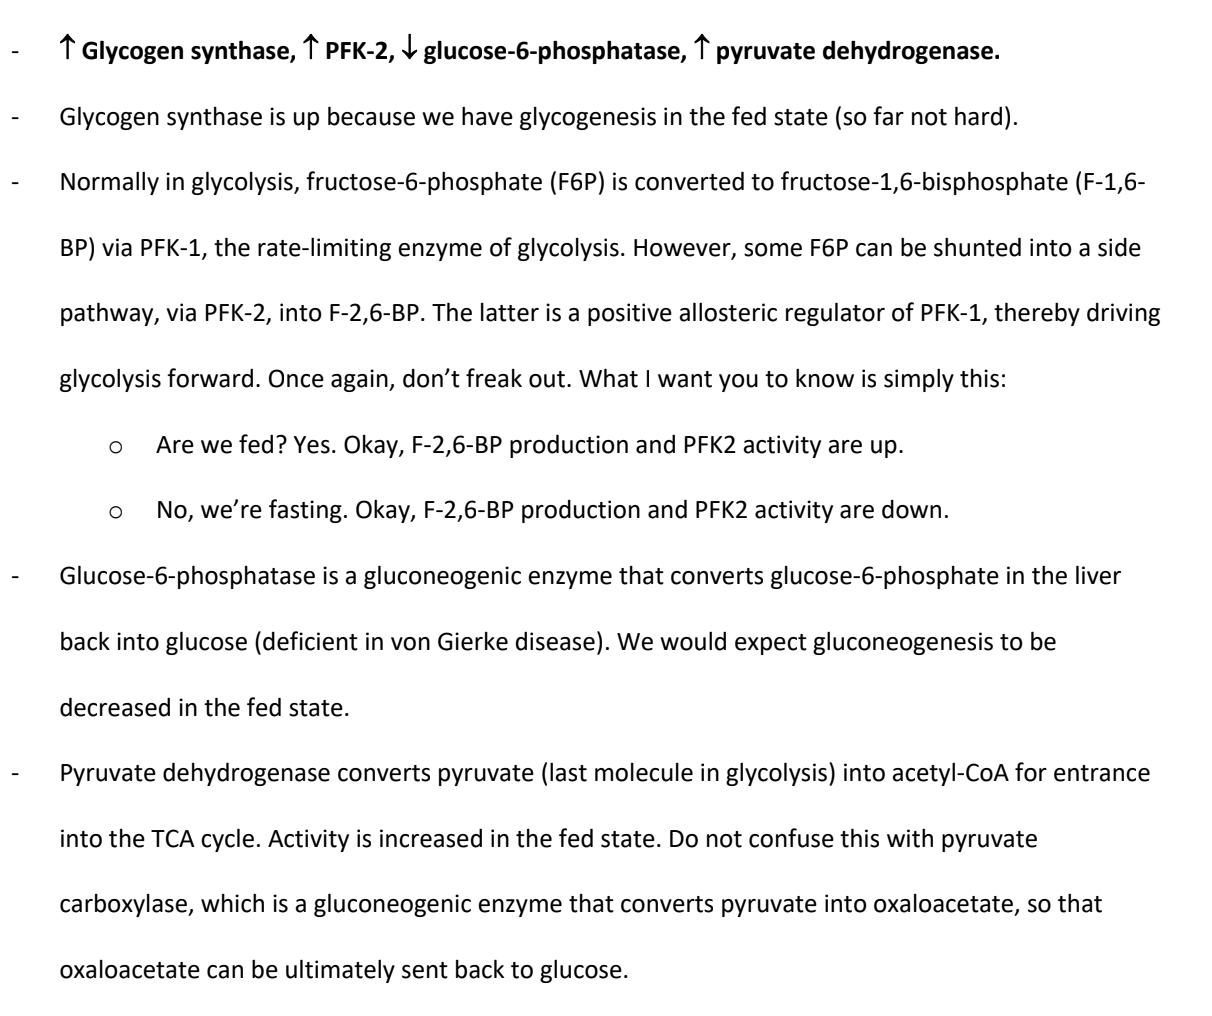 - ↑ Glycogen synthase, ↑ PFK-2, ↓ glucose-6-phosphatase, ↑ pyruvate dehydrogenase.
- Glycogen synthase is up because we have glycogenesis in the fed state (so far not hard).
- Normally in glycolysis, fructose-6-phosphate (F6P) is converted to fructose-1,6-bisphosphate (F-1,6-
BP) via PFK-1, the rate-limiting enzyme of glycolysis. However, some F6P can be shunted into a side
pathway, via PFK-2, into F-2,6-BP. The latter is a positive allosteric regulator of PFK-1, thereby driving
glycolysis forward. Once again, don’t freak out. What I want you to know is simply this:
o Are we fed? Yes. Okay, F-2,6-BP production and PFK2 activity are up.
o No, we’re fasting. Okay, F-2,6-BP production and PFK2 activity are down.
- Glucose-6-phosphatase is a gluconeogenic enzyme that converts glucose-6-phosphate in the liver
back into glucose (deficient in von Gierke disease). We would expect gluconeogenesis to be
decreased in the fed state.
- Pyruvate dehydrogenase converts pyruvate (last molecule in glycolysis) into acetyl-CoA for entrance
into the TCA cycle. Activity is increased in the fed state. Do not confuse this with pyruvate
carboxylase, which is a gluconeogenic enzyme that converts pyruvate into oxaloacetate, so that
oxaloacetate can be ultimately sent back to glucose.